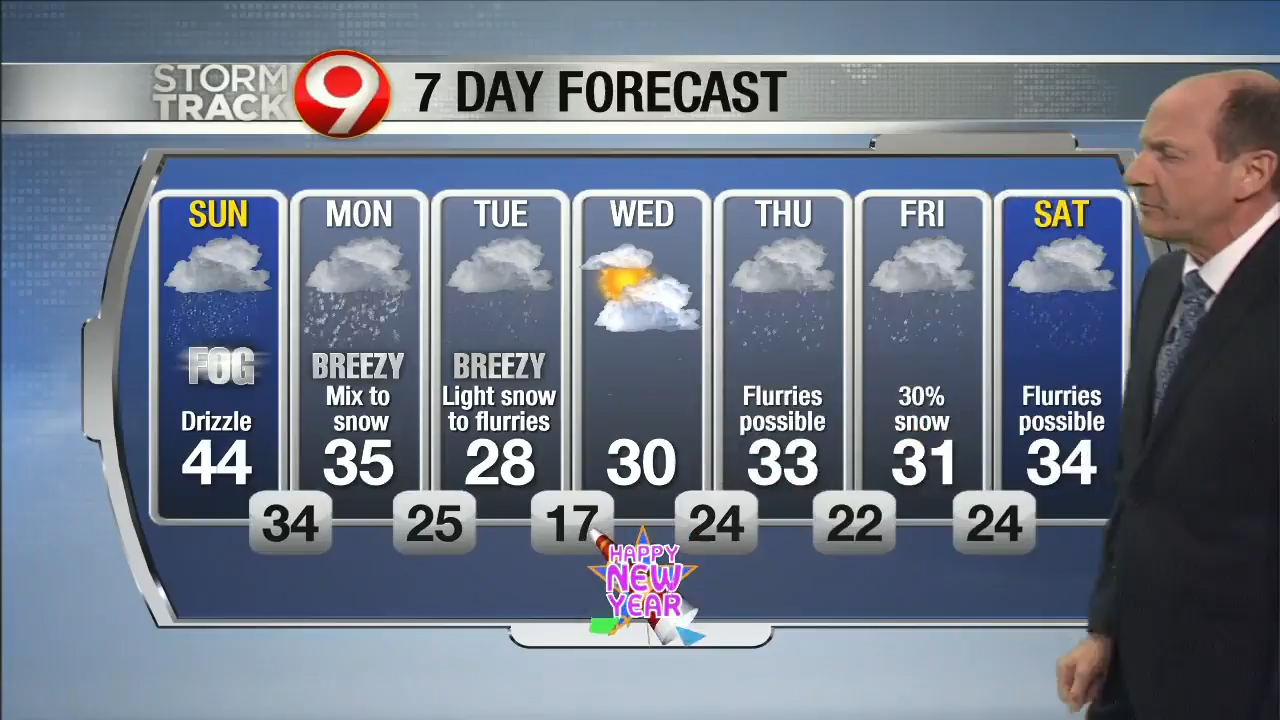 STORM
TRACK 9
7 DAY FORECAST
SUN
MON
TUE
WED
THU
FRI
SAT
FOG
Drizzle
44
BREEZY
Mix to
snow
35
BREEZY
Light snow
to flurries
28
30
Flurries
possible
33
30%
snow
31
Flurries
possible
34
34
25
17
24
22
24
HAPPY
NEW
YEAR